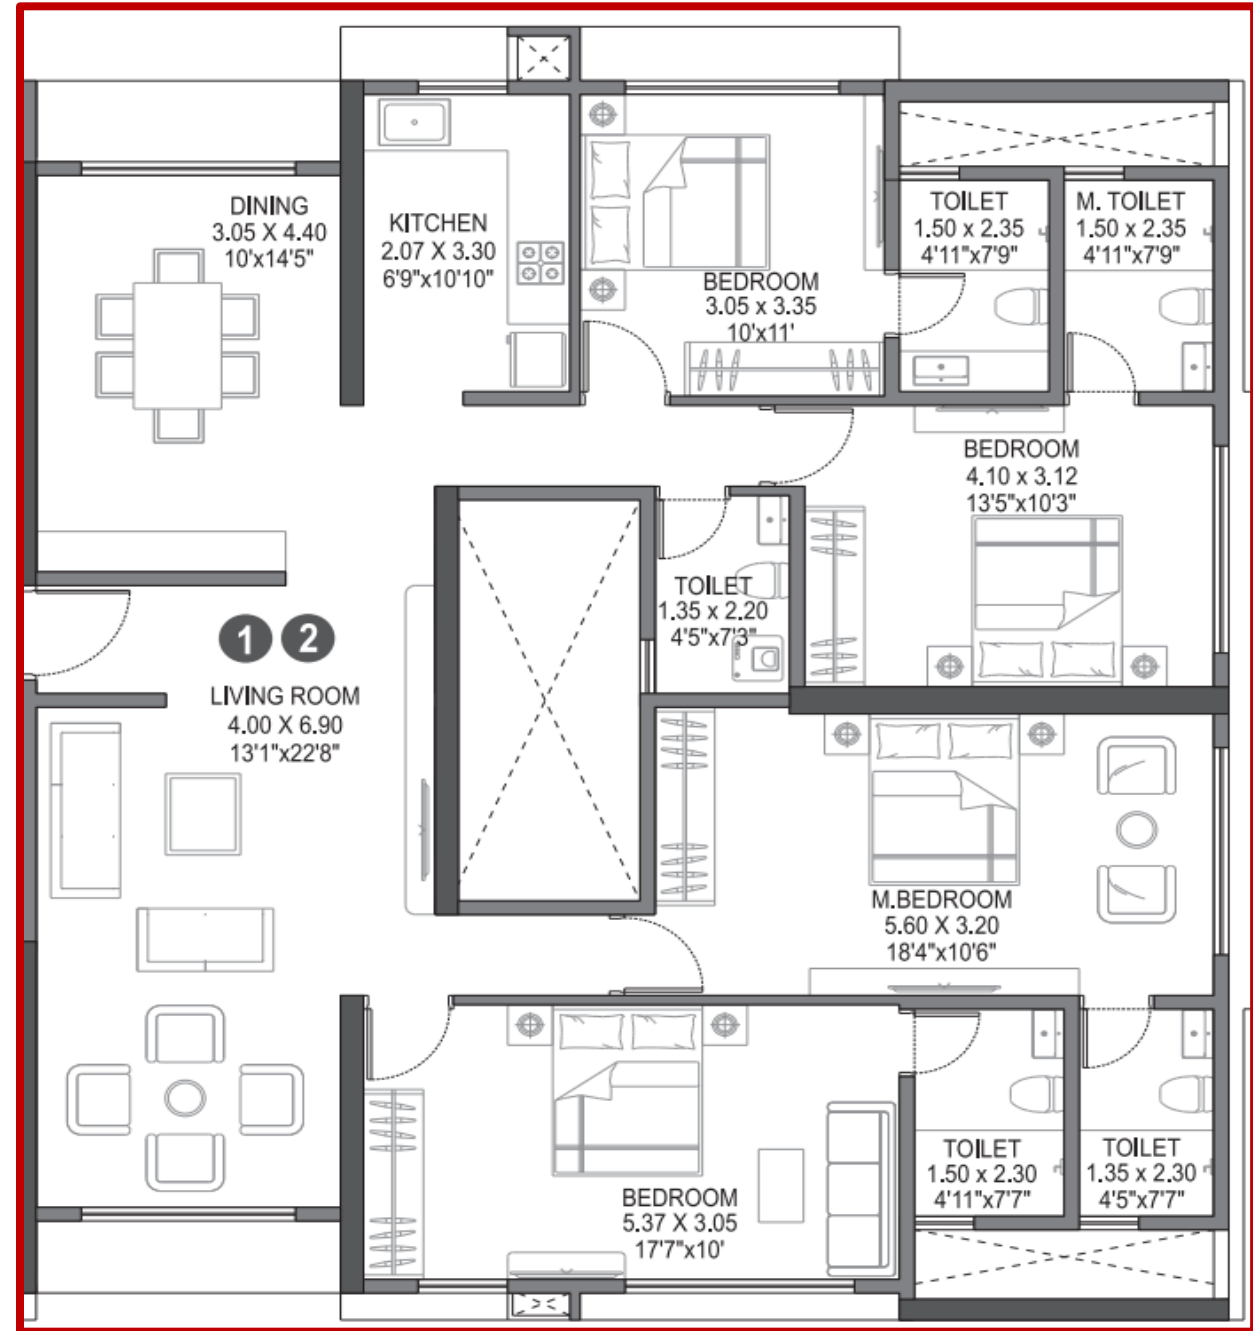 DINING
3.05 X 4.40
10'x14'5"
KITCHEN
2.07 X 3.30
6'9"x10'10"
BEDROOM
3.05 x 3.35
10'x11'
TOILET
1.50 x 2.35
4'11"x7'9"
M. TOILET
1.50 x 2.35
4'11"x7'9"
BEDROOM
4.10 x 3.12
13'5"x10'3"
TOILET
1.35 x 2.20
4'5"x7'3"
1 2
LIVING ROOM
4.00 X 6.90
13'1"x22'8"
M.BEDROOM
5.60 X 3.20
18'4"x10'6"
BEDROOM
5.37 X 3.05
17'7"x10'
TOILET
1.50 x 2.30
4'11"x7'7"
TOILET
1.35 x 2.30
4'5"x7'7"